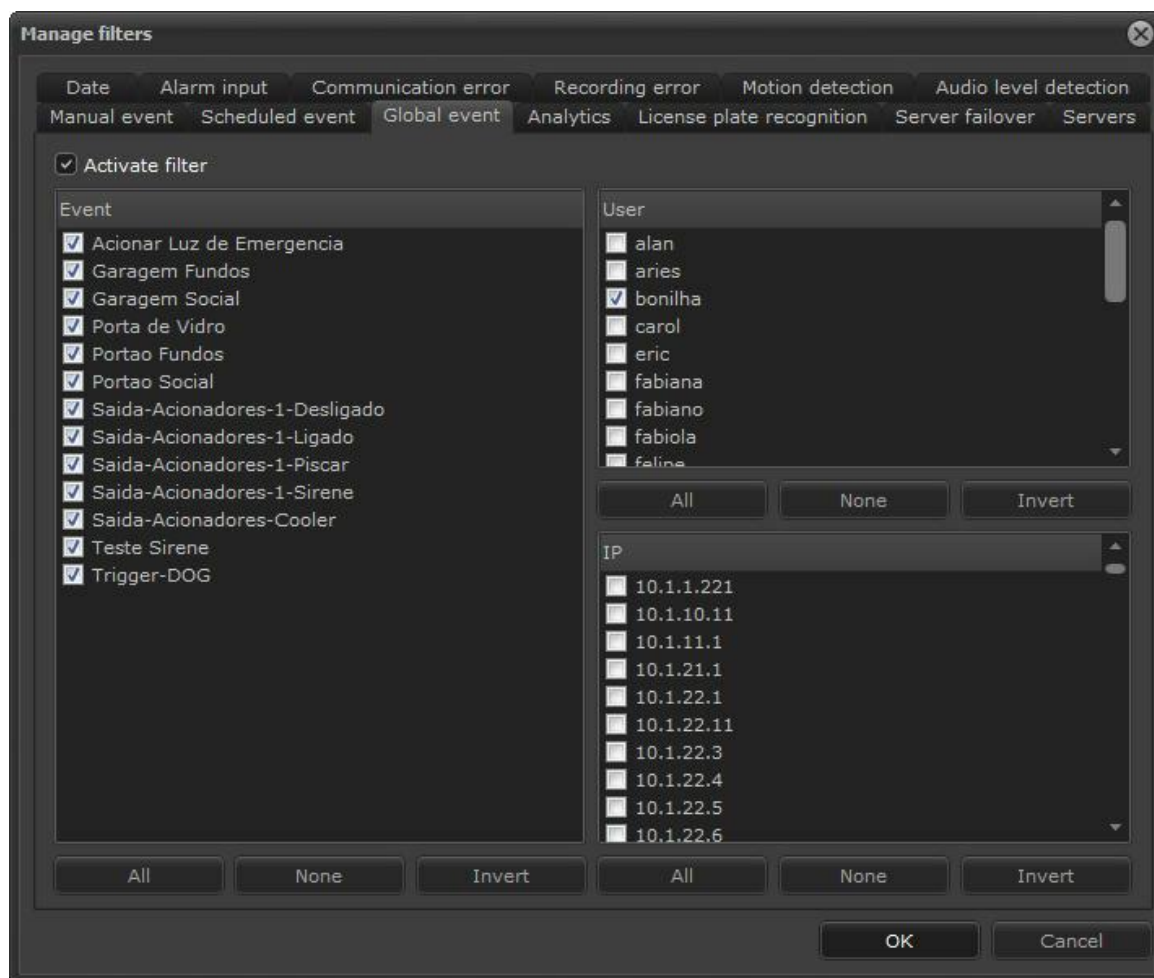 Manage filters
Date Alarm input Communication error Recording error Motion detection Audio level detection
Manual event Scheduled event Global event Analytics License plate recognition Server failover Servers
Activate filter
Event
Acionar Luz de Emergencia
Garagem Fundos
Garagem Social
Porta de Vidro
Portao Fundos
Portao Social
Saida-Acionadores-1-Desligado
Saida-Acionadores-1-Ligado
Saida-Acionadores-1-Piscar
Saida-Acionadores-1-Sirene
Saida-Acionadores-Cooler
Teste Sirene
Trigger-DOG
All None Invert
User
alan
aries
bonilha
carol
eric
fabiana
fabiano
fabiola
felipe
All None Invert
IP
10.1.1.221
10.1.10.11
10.1.11.1
10.1.21.1
10.1.22.1
10.1.22.11
10.1.22.3
10.1.22.4
10.1.22.5
10.1.22.6
All None Invert
OK Cancel